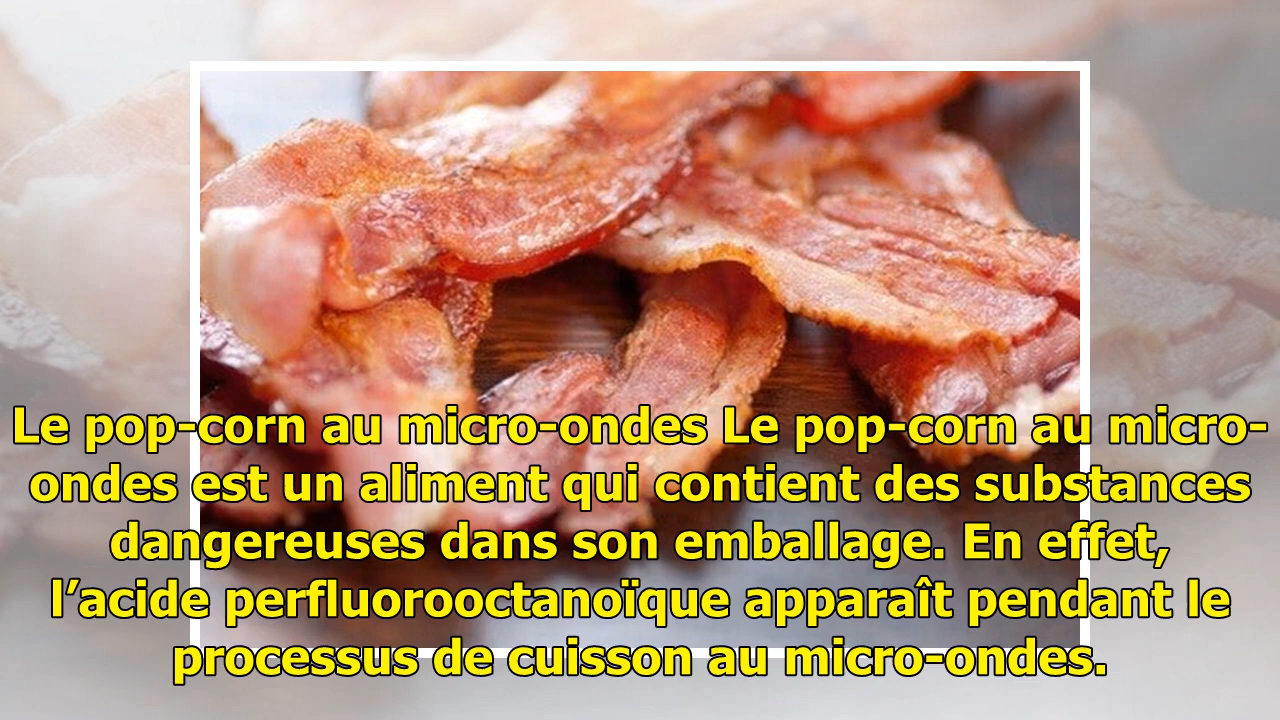 Le pop-corn au micro-ondes Le pop-corn au micro-
ondes est un aliment qui contient des substances
dangereuses dans son emballage. En effet,
l’acide perfluorooctanoïque apparaît pendant le
processus de cuisson au micro-ondes.